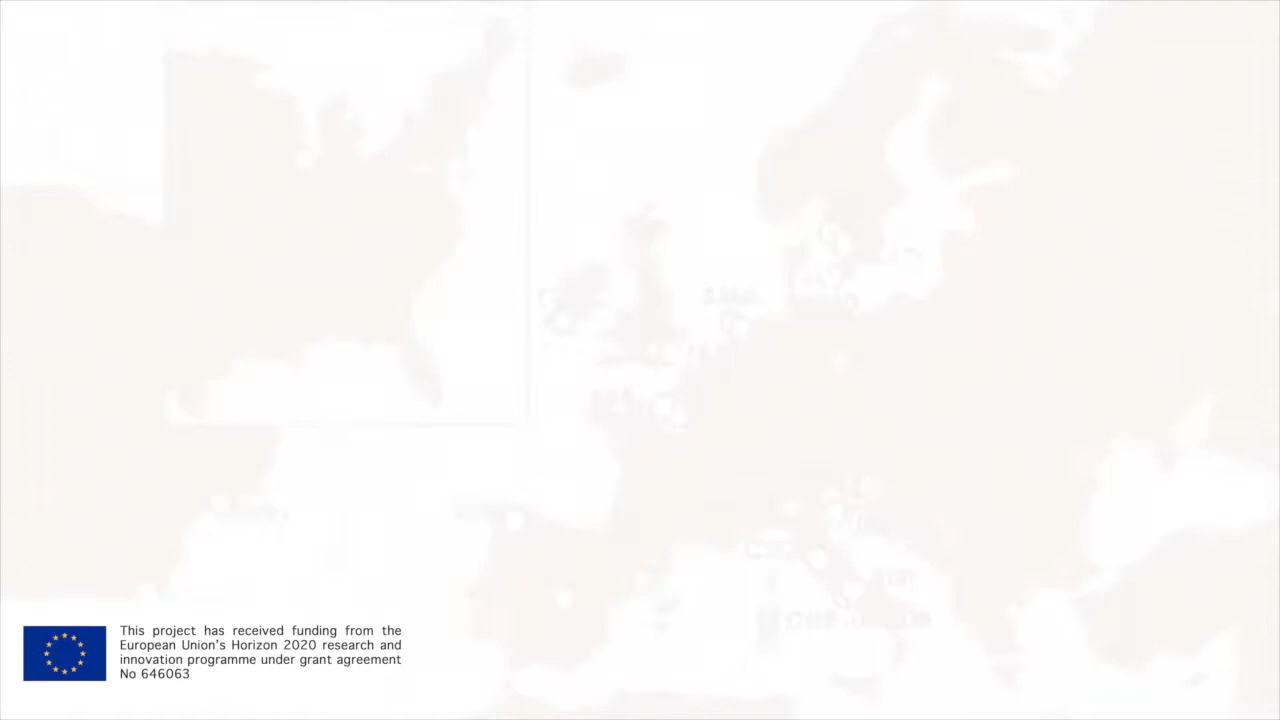 This project has received funding from the
European Union's Horizon 2020 research and
innovation programme under grant agreement
No 646063